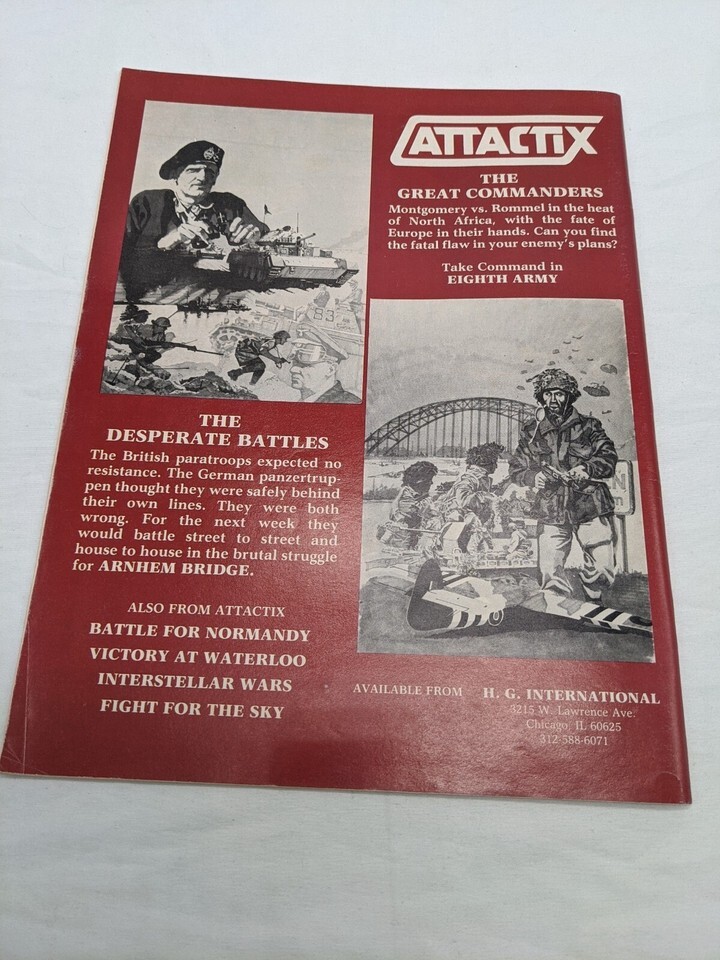 ATTACTIX
THE
GREAT COMMANDERS
Montgomery vs. Rommel in the heat
of North Africa, with the fate of
Europe in their hands. Can you find
the fatal flaw in your enemy's plans?
Take Command in
EIGHTH ARMY
83
THE
DESPERATE BATTLES
The British paratroops expected no
resistance. The German panzertrup-
pen thought they were safely behind
their own lines. They were both
wrong. For the next week they
would battle street to street and
house to house in the brutal struggle
for ARNHEM BRIDGE.
ALSO FROM ATTACTIX
BATTLE FOR NORMANDY
VICTORY AT WATERLOO
INTERSTELLAR WARS
FIGHT FOR THE SKY
AVAILABLE FROM H. G. INTERNATIONAL
3215 W. Lawrence Ave.
Chicago, IL 60625
312-588-6071